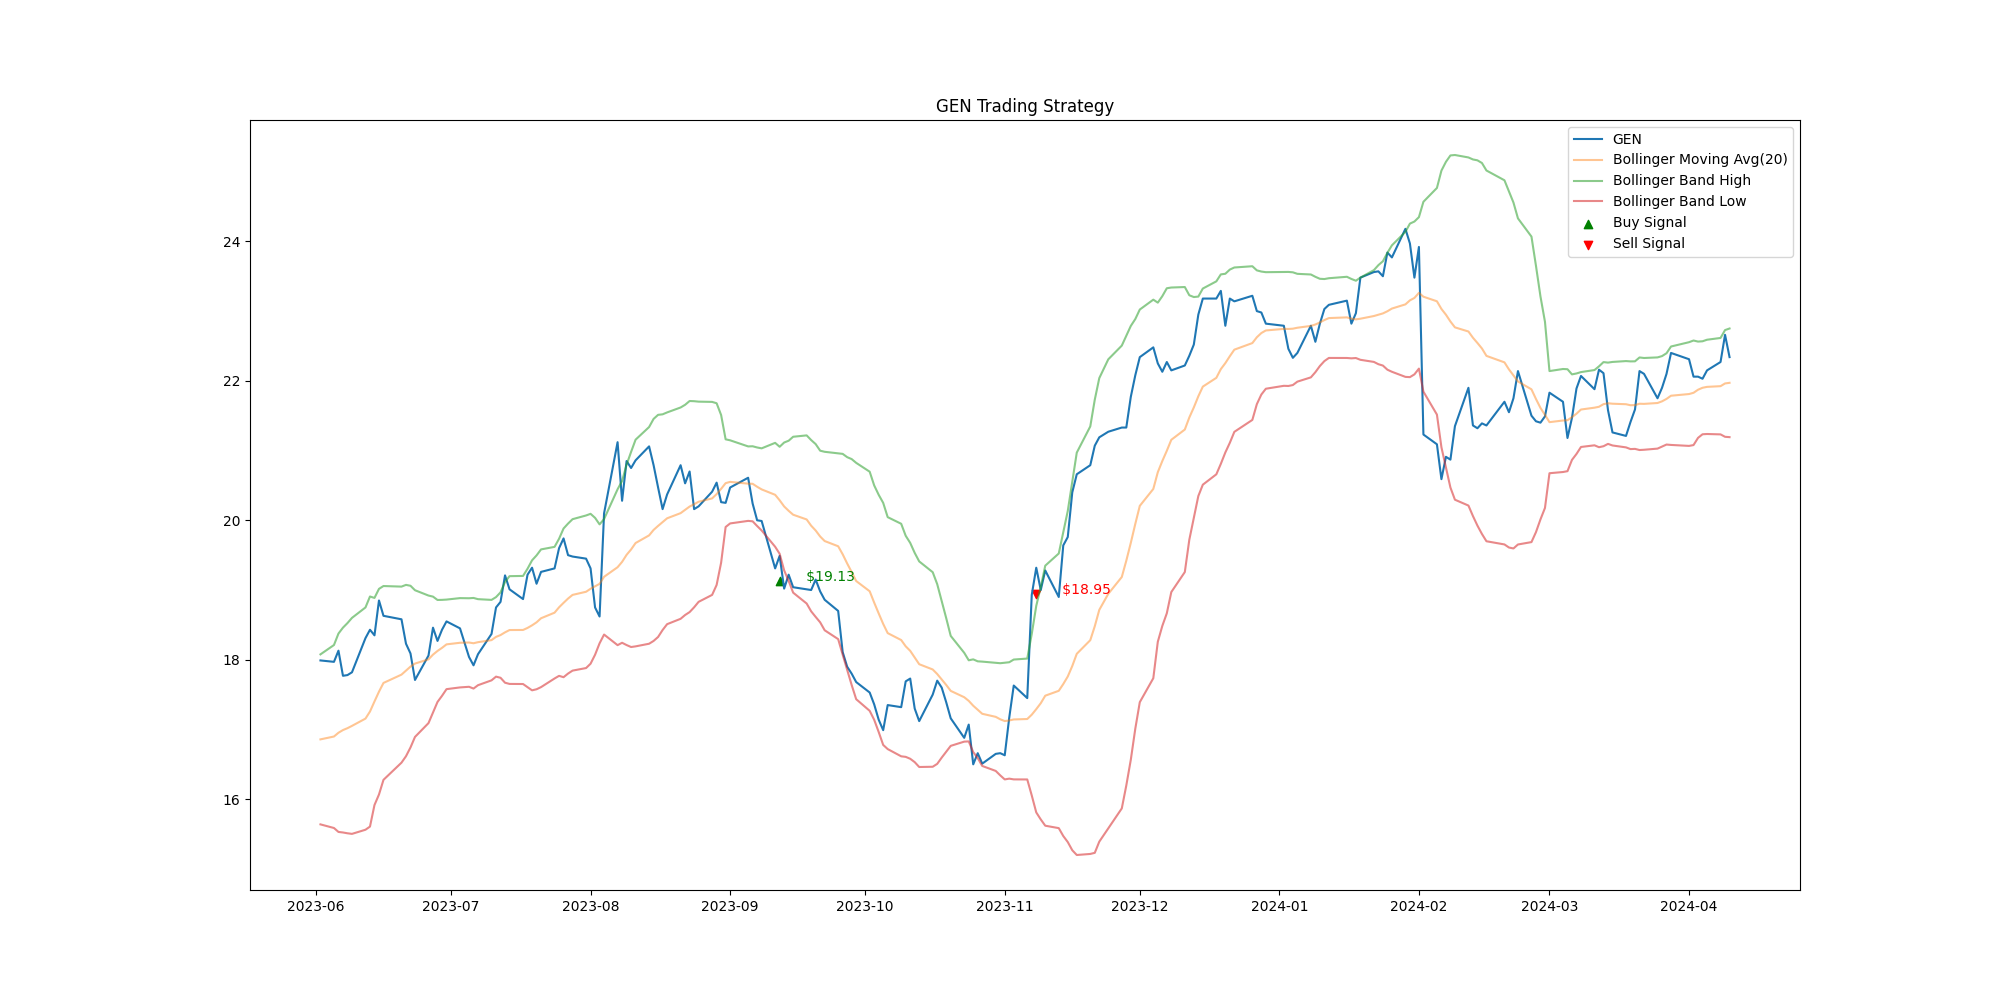 GEN Trading Strategy
GEN
Bollinger Moving Avg(20)
Bollinger Band High
Bollinger Band Low
Buy Signal
Sell Signal
24
22
20
18
16
$19.13
$18.95
2023-06
2023-07
2023-08
2023-09
2023-10
2023-11
2023-12
2024-01
2024-02
2024-03
2024-04